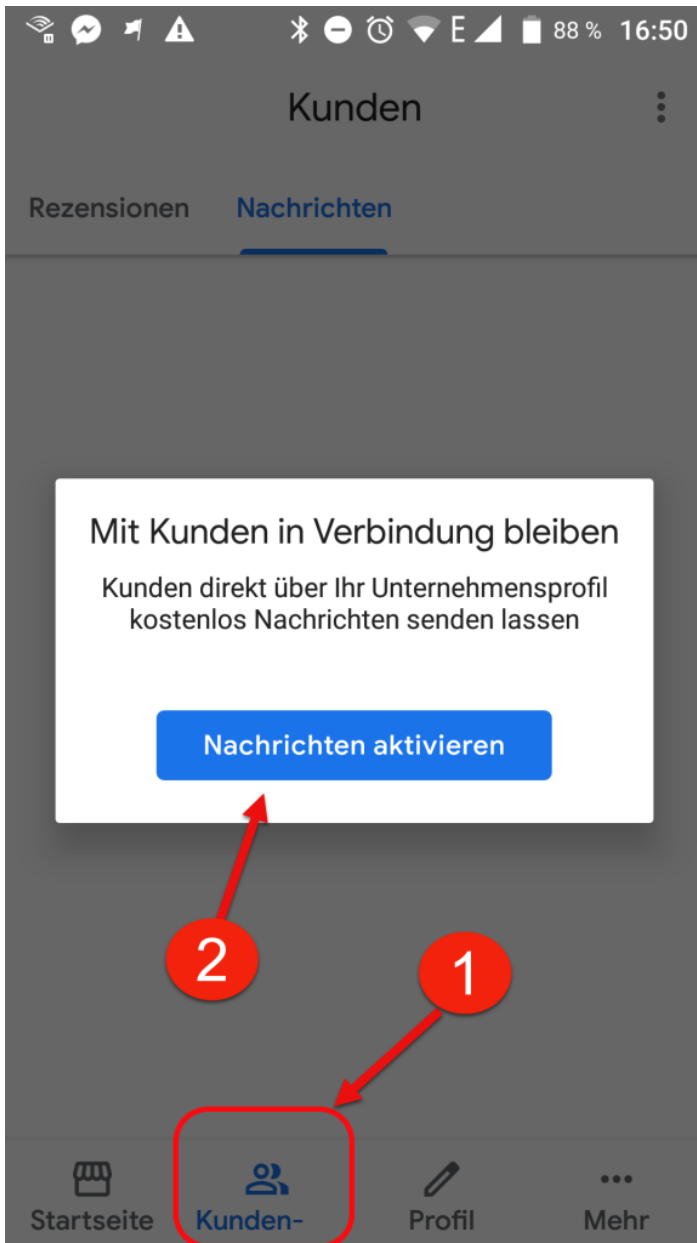 88 % 16:50
Kunden
Rezensionen Nachrichten
Mit Kunden in Verbindung bleiben
Kunden direkt über Ihr Unternehmensprofil
kostenlos Nachrichten senden lassen
Nachrichten aktivieren
2
1
Startseite Kunden- Profil Mehr